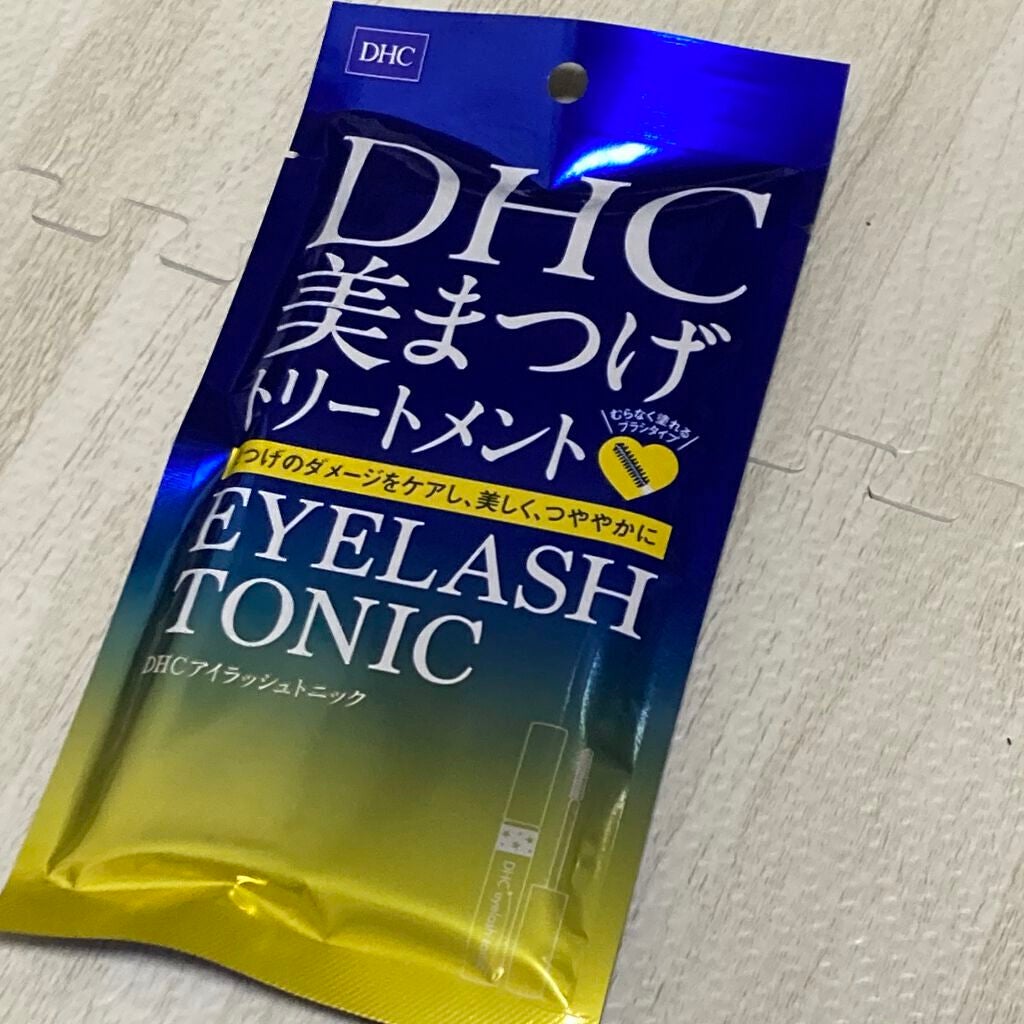 DHC
DHC
美まつげ
トリートメント
むらなく塗れる
ブラシタイプ
つげのダメージをケアし、美しく、つややかに
EYELASH
TONIC
DHCアイラッシュトニック
DHC eyelash